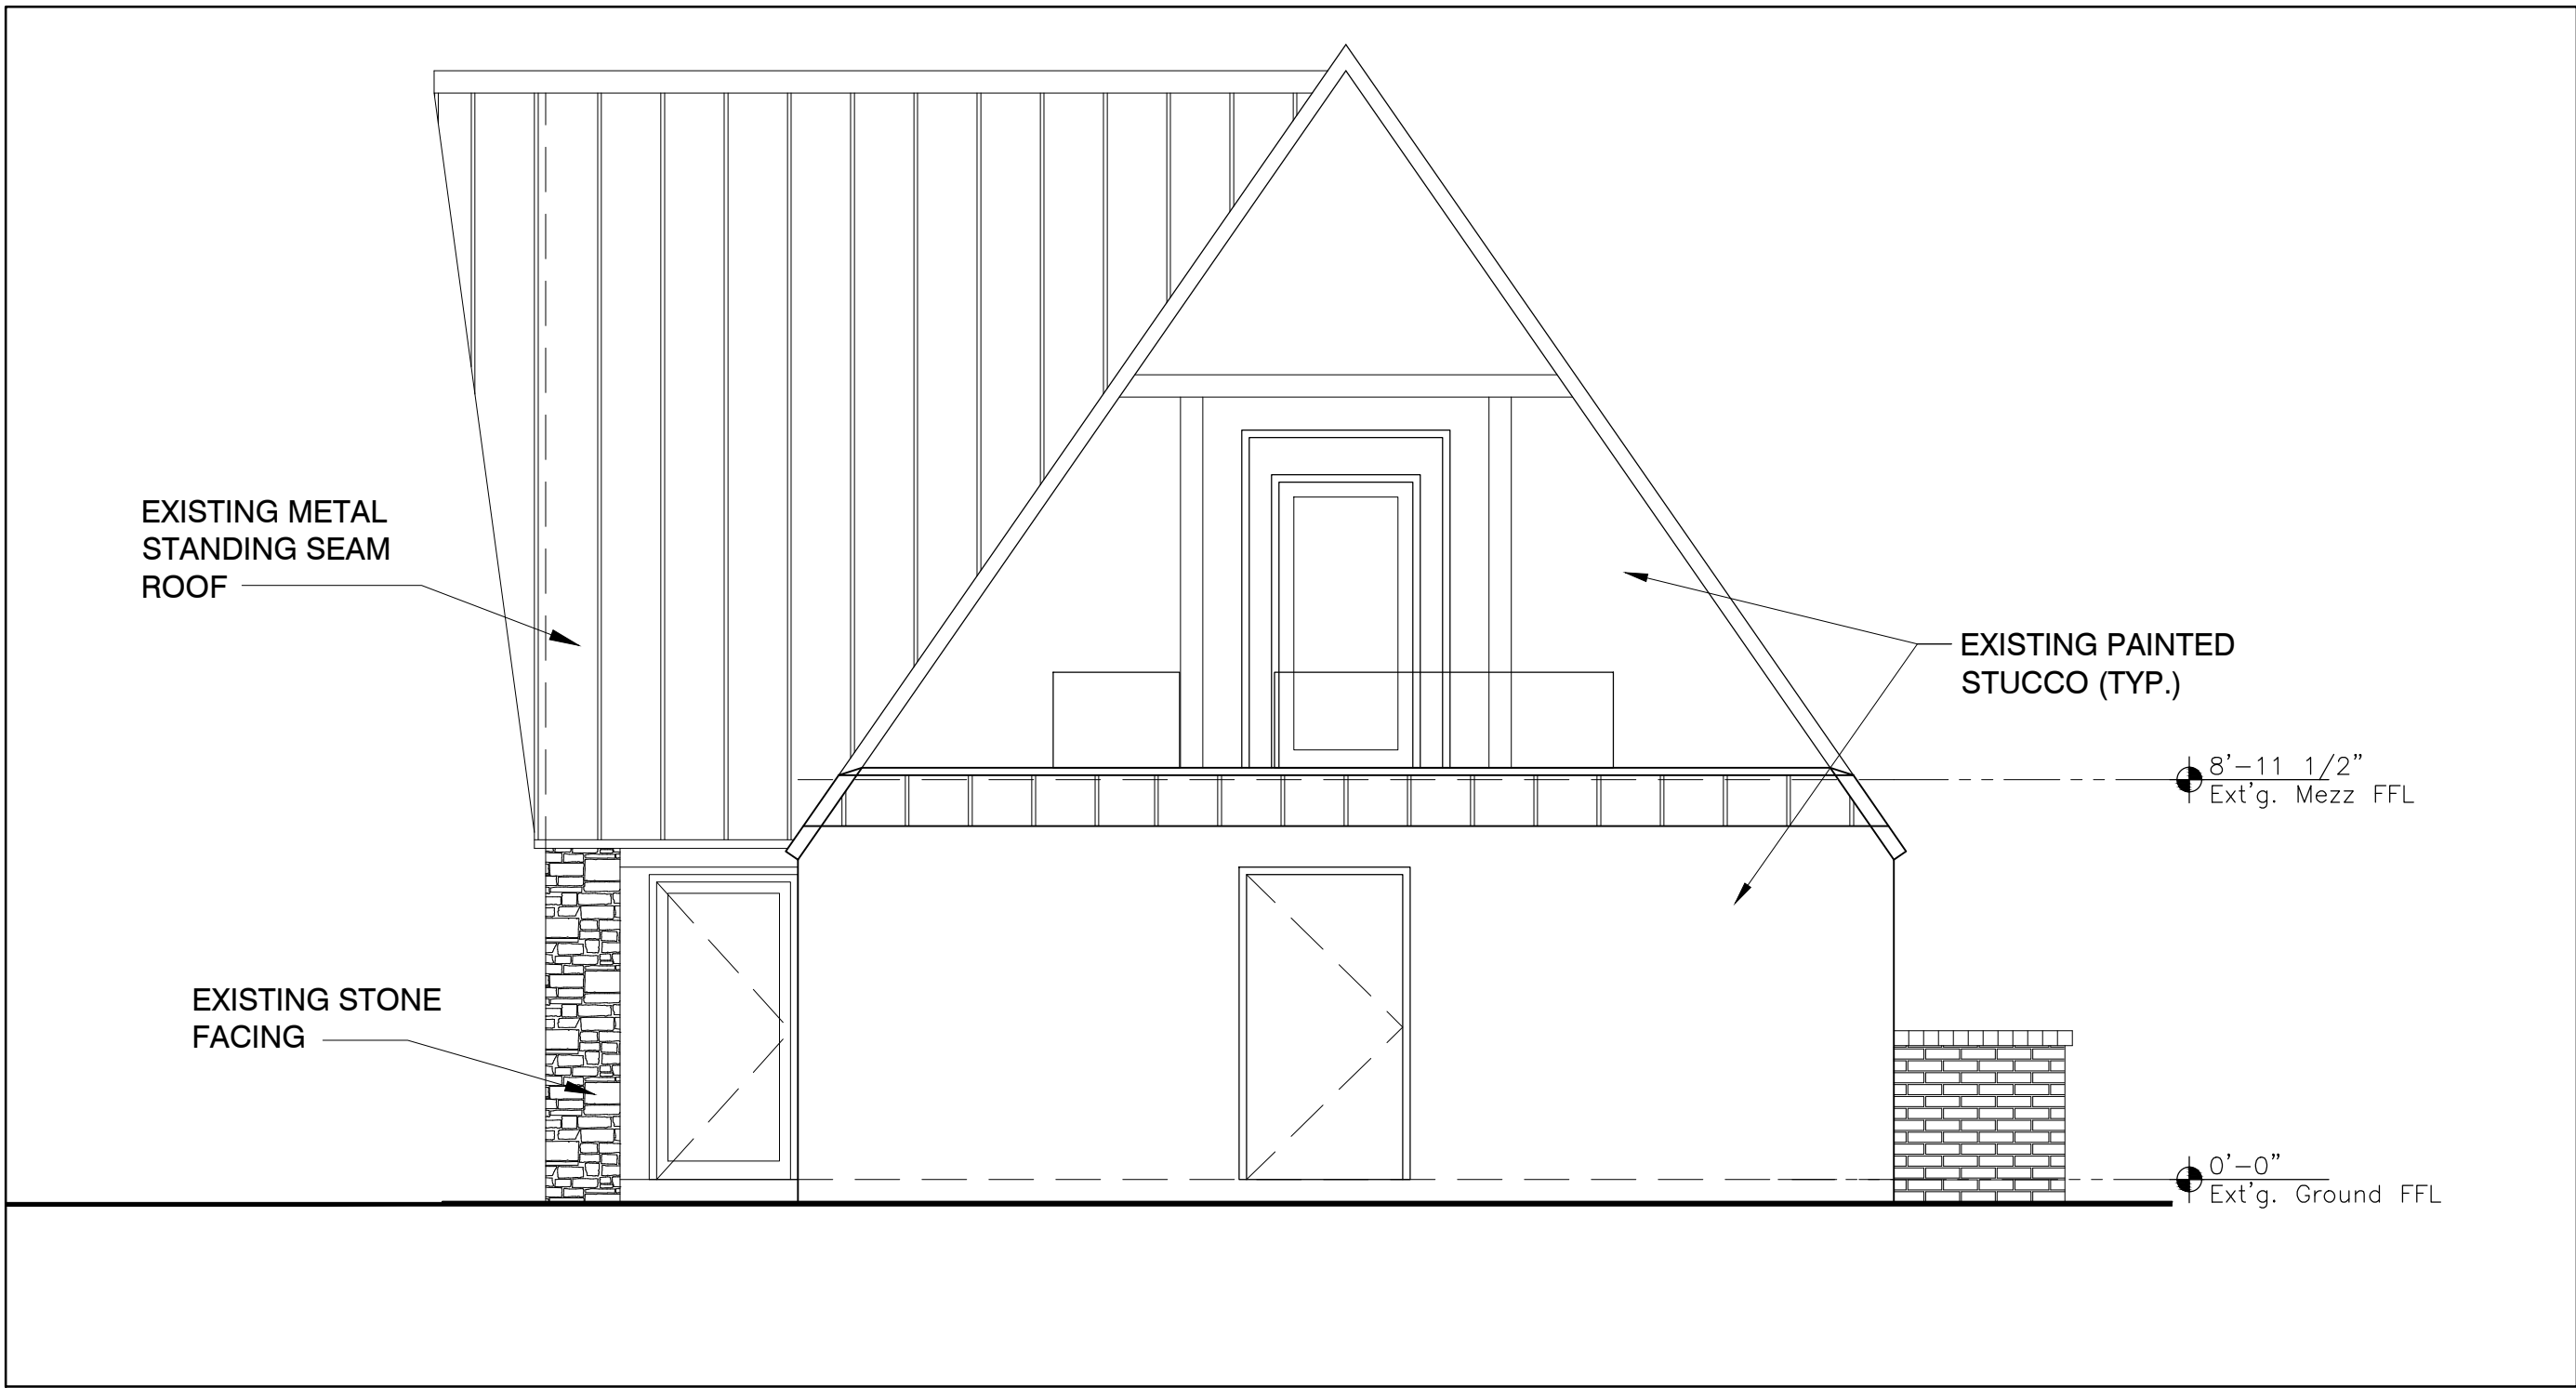 EXISTING METAL
STANDING SEAM
ROOF
EXISTING PAINTED
STUCCO (TYP.)
8'-11 1/2"
Ext'g. Mezz FFL
EXISTING STONE
FACING
0'-0"
Ext'g. Ground FFL